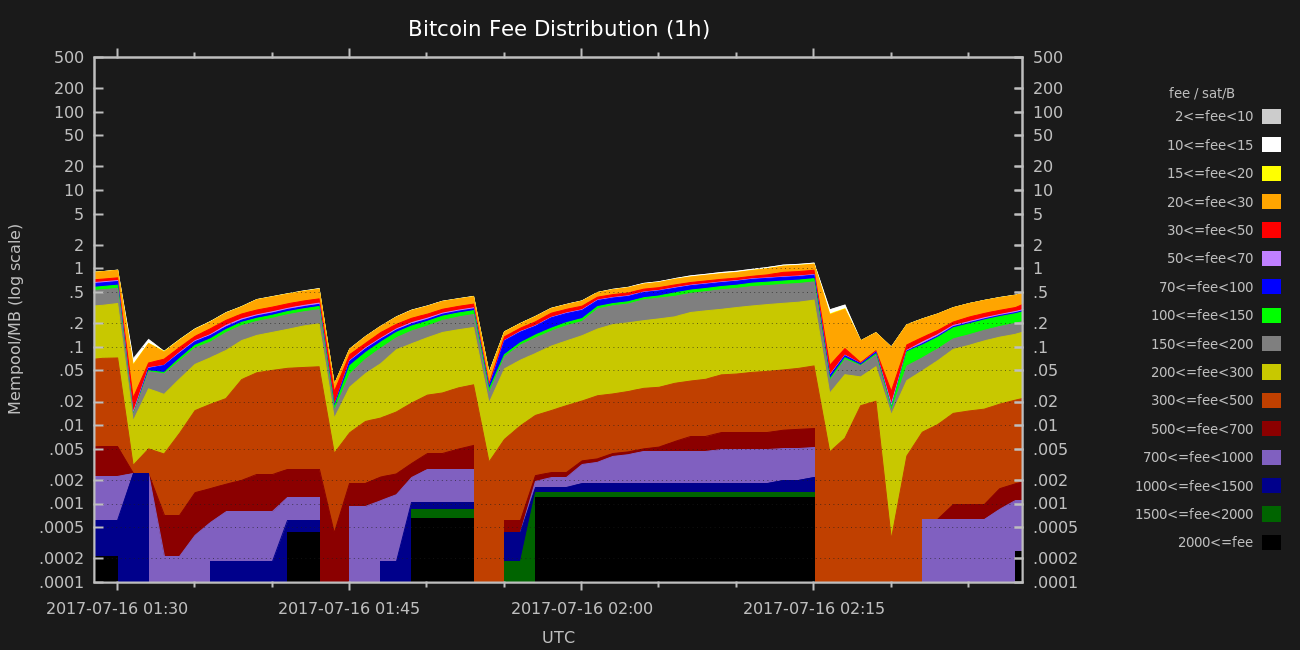 Bitcoin Fee Distribution (1h)
Mempool/MB (log scale)
500
200
100
50
20
10
5
2
1
.5
.2
.1
.05
.02
.01
.005
.002
.001
.0005
.0002
.0001
500
200
100
50
20
10
5
2
1
.5
.2
.1
.05
.02
.01
.005
.002
.001
.0005
.0002
.0001
2017-07-16 01:30
2017-07-16 01:45
2017-07-16 02:00
2017-07-16 02:15
UTC
fee / sat/B
2<=fee<10
10<=fee<15
15<=fee<20
20<=fee<30
30<=fee<50
50<=fee<70
70<=fee<100
100<=fee<150
150<=fee<200
200<=fee<300
300<=fee<500
500<=fee<700
700<=fee<1000
1000<=fee<1500
1500<=fee<2000
2000<=fee